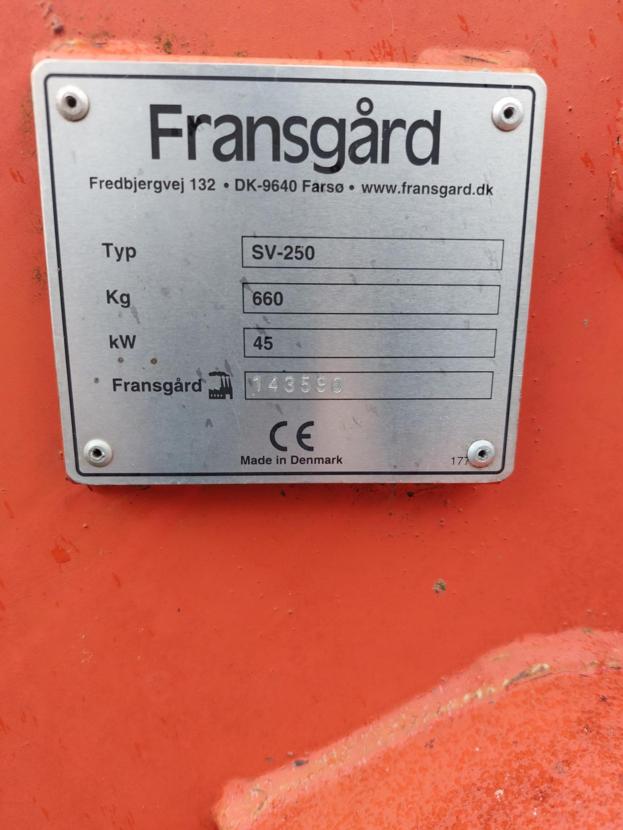 Fransgård
Fredbjergvej 132 • DK-9640 Farsø • www.fransgard.dk
Typ SV-250
Kg 660
kW 45
Fransgård
CE
Made in Denmark